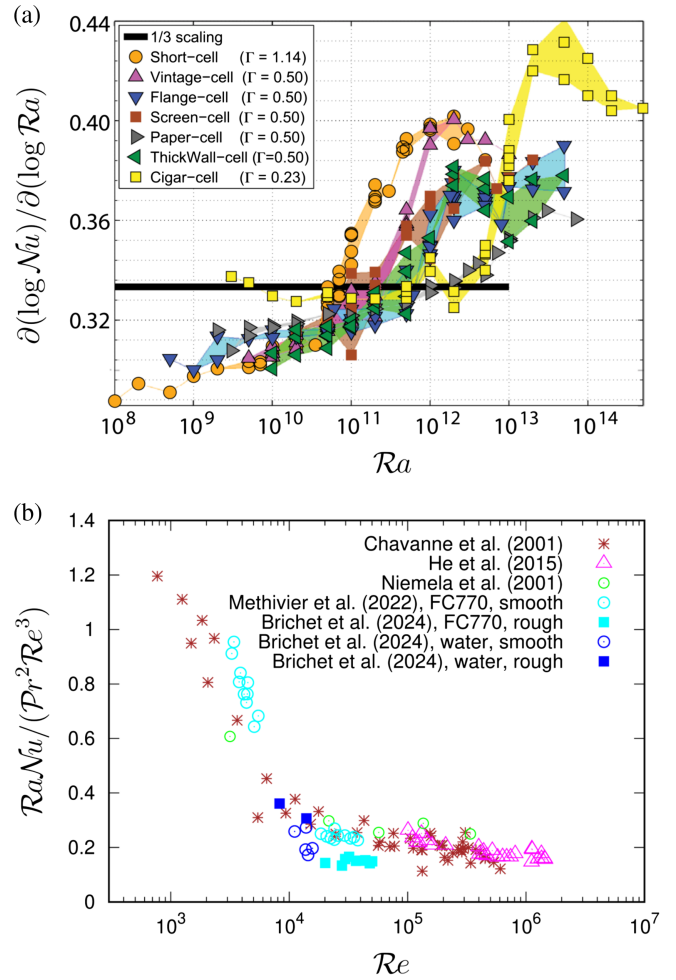 (a)
0.44
0.40
0.36
0.32
∂(log Nu)/∂(log Ra)
1/3 scaling
Short-cell (Γ = 1.14)
Vintage-cell (Γ = 0.50)
Flange-cell (Γ = 0.50)
Screen-cell (Γ = 0.50)
Paper-cell (Γ = 0.50)
ThickWall-cell (Γ=0.50)
Cigar-cell (Γ = 0.23)
10⁸ 10⁹ 10¹⁰ 10¹¹ 10¹² 10¹³ 10¹⁴
Ra
(b)
1.4
1.2
1
0.8
0.6
0.4
0.2
0
RaNu/(Pr²Re³)
Chavanne et al. (2001)
He et al. (2015)
Niemela et al. (2001)
Methivier et al. (2022), FC770, smooth
Brichet et al. (2024), FC770, rough
Brichet et al. (2024), water, smooth
Brichet et al. (2024), water, rough
10³ 10⁴ 10⁵ 10⁶ 10⁷
Re